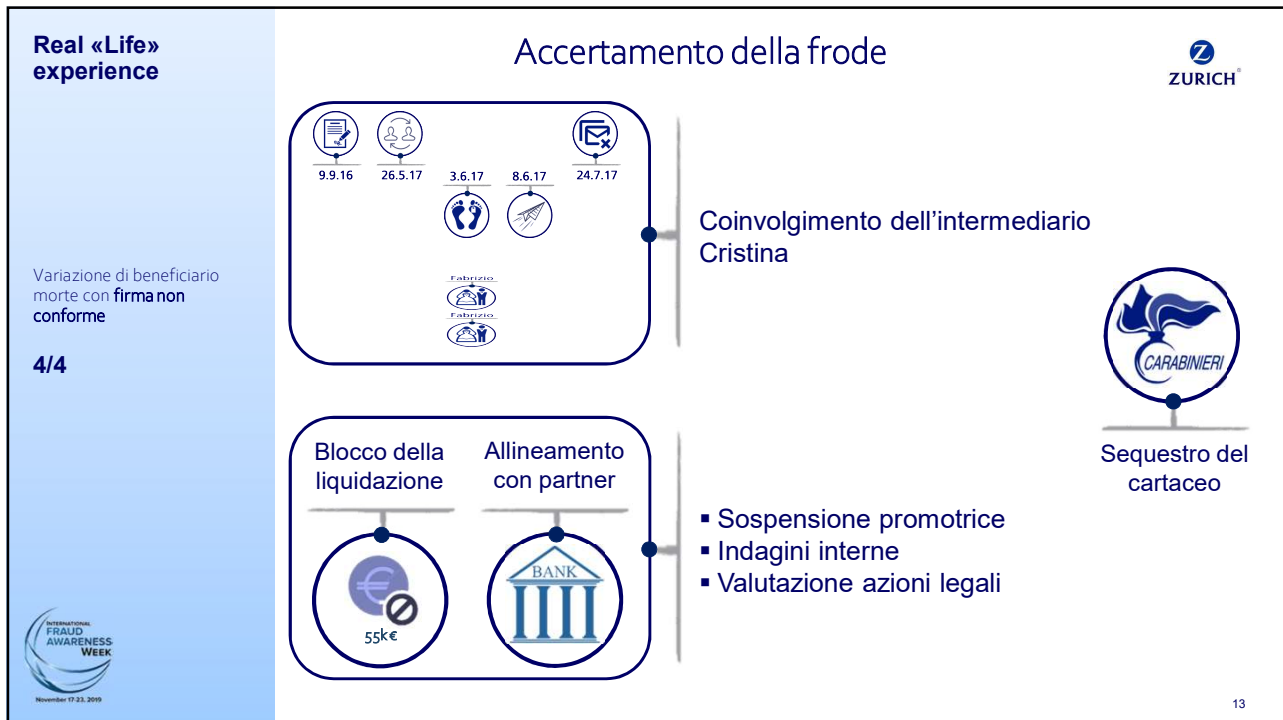 Real «Life»
experience
Accertamento della frode
ZURICH®
9.9.16
26.5.17
3.6.17
8.6.17
24.7.17
Coinvolgimento dell'intermediario
Cristina
Variazione di beneficiario
morte con firma non
conforme
4/4
Fabrizio
Fabrizio
CARABINIERI
Sequestro del
cartaceo
Blocco della
liquidazione
Allineamento
con partner
BANK
55k€
▪ Sospensione promotrice
▪ Indagini interne
▪ Valutazione azioni legali
INTERNATIONAL
FRAUD
AWARENESS
WEEK
November 17-23, 2019
13